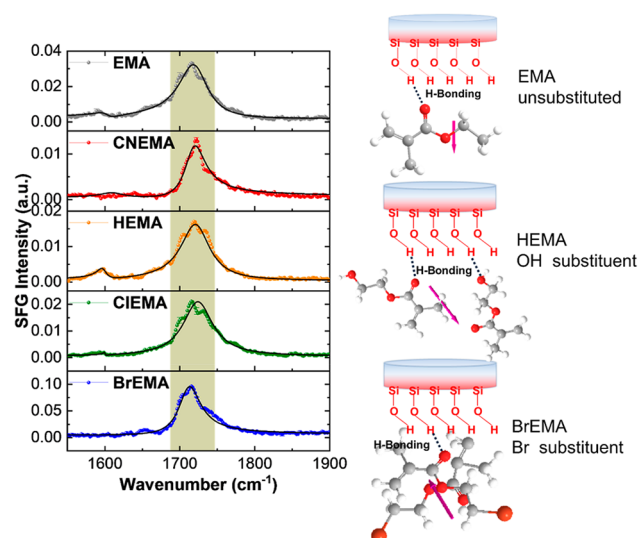 0.04
0.02
0.00
0.01
0.00
0.02
0.01
0.00
0.02
0.01
0.00
0.10
0.05
0.00
EMA
CNEMA
HEMA
ClEMA
BrEMA
SFG Intensity (a.u.)
1600 1700 1800 1900
Wavenumber (cm-1)
Si Si Si Si Si
O O O O O
H H H H H
H-Bonding
EMA
unsubstituted
Si Si Si Si Si
O O O O O
H H H H H
H-Bonding
HEMA
OH substituent
Si Si Si Si Si
O O O O O
H H H H H
H-Bonding
BrEMA
Br substituent